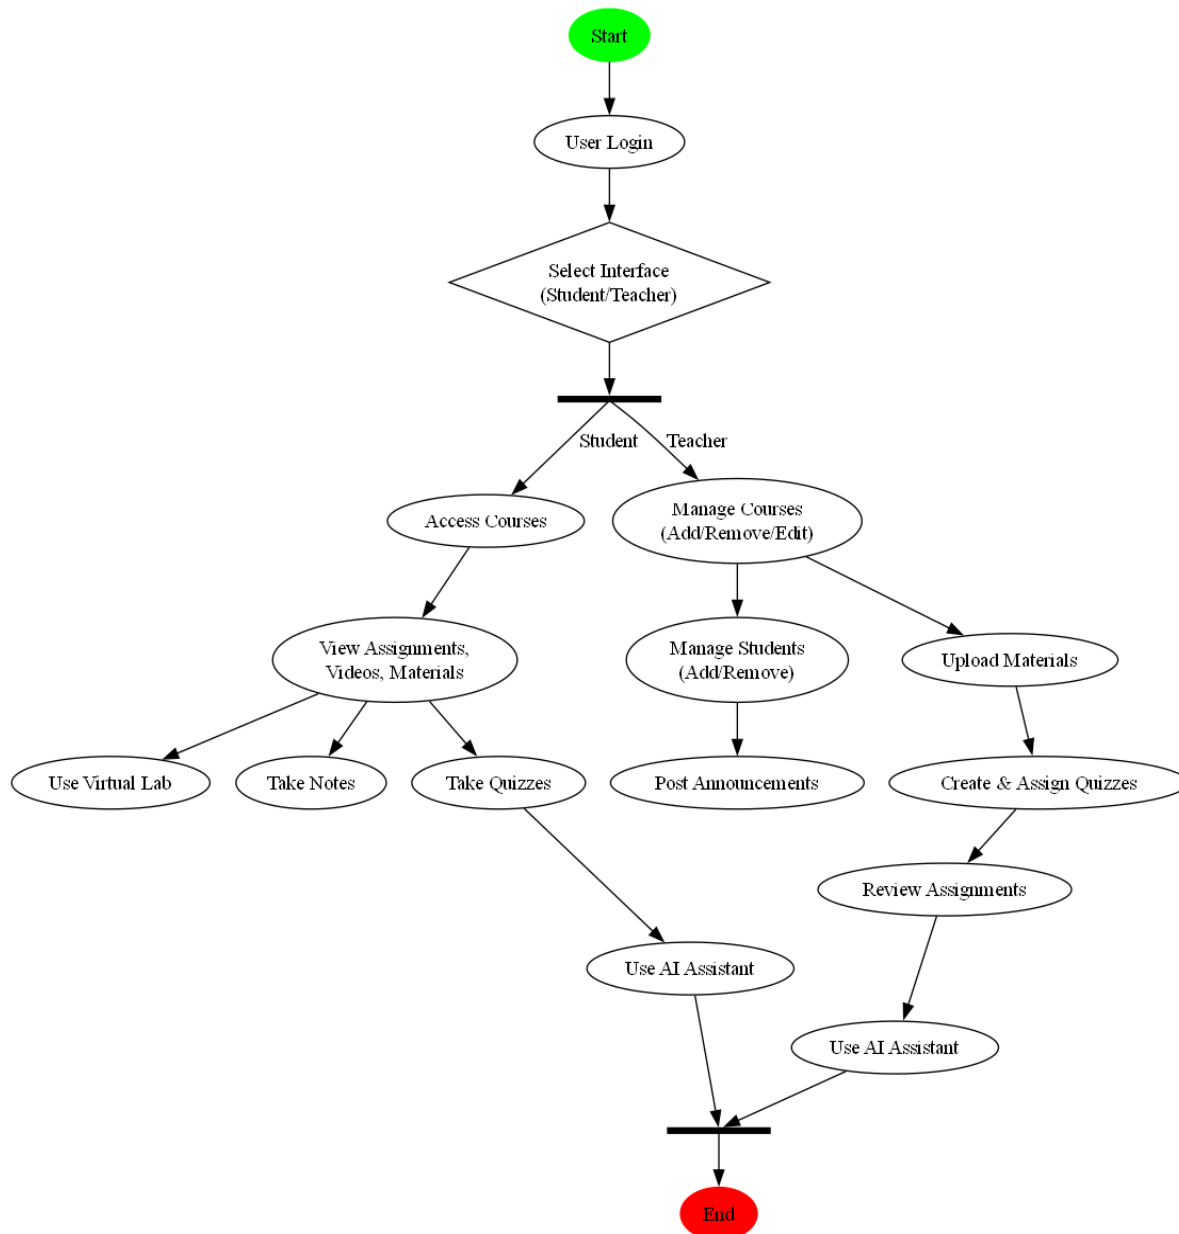 Start
User Login
Select Interface
(Student/Teacher)
Student
Teacher
Access Courses
Manage Courses
(Add/Remove/Edit)
View Assignments,
Videos, Materials
Manage Students
(Add/Remove)
Upload Materials
Use Virtual Lab
Take Notes
Take Quizzes
Post Announcements
Create & Assign Quizzes
Review Assignments
Use AI Assistant
Use AI Assistant
End